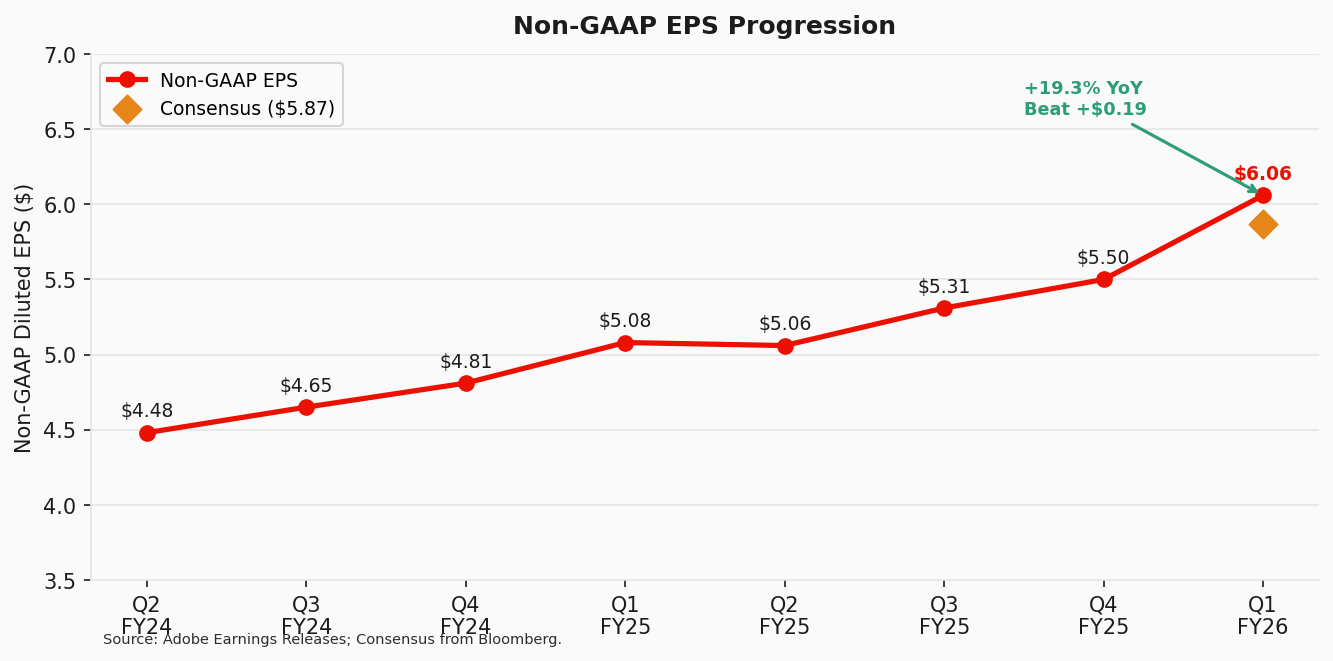 Non-GAAP EPS Progression
Non-GAAP EPS
Consensus ($5.87)
+19.3% YoY
Beat +$0.19
Non-GAAP Diluted EPS ($)
7.0
6.5
6.0
5.5
5.0
4.5
4.0
3.5
$4.48
$4.65
$4.81
$5.08
$5.06
$5.31
$5.50
$6.06
Q2
FY24
Q3
FY24
Q4
FY24
Q1
FY25
Q2
FY25
Q3
FY25
Q4
FY25
Q1
FY26
Source: Adobe Earnings Releases; Consensus from Bloomberg.